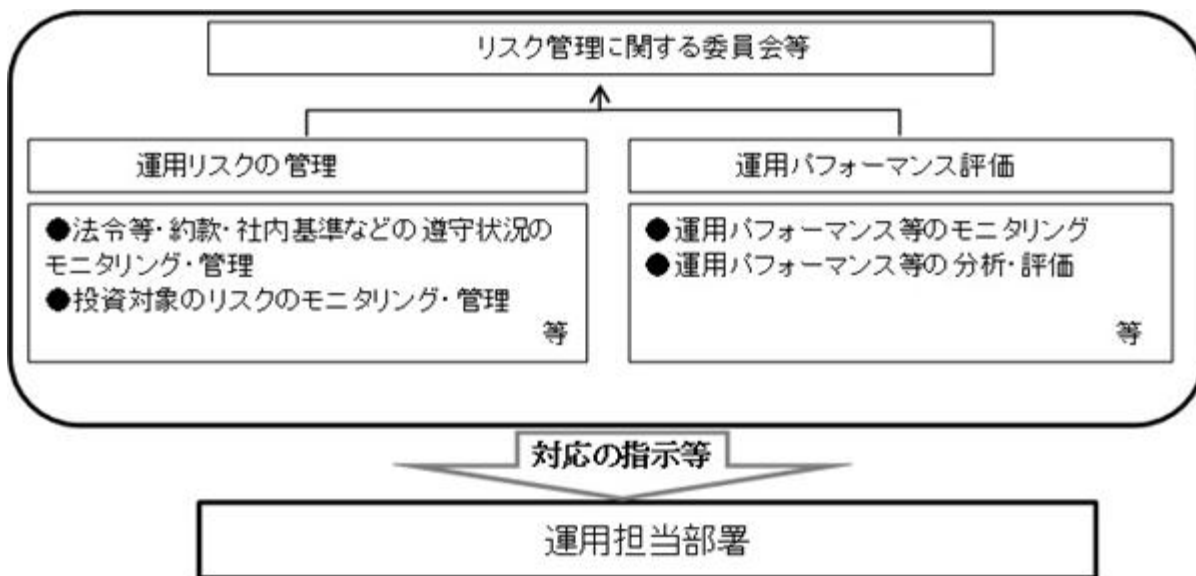 リスク管理に関する委員会等
運用リスクの管理
●法令等・約款・社内基準などの遵守状況の
モニタリング・管理
●投資対象のリスクのモニタリング・管理
等
運用パフォーマンス評価
●運用パフォーマンス等のモニタリング
●運用パフォーマンス等の分析・評価
等
対応の指示等
運用担当部署